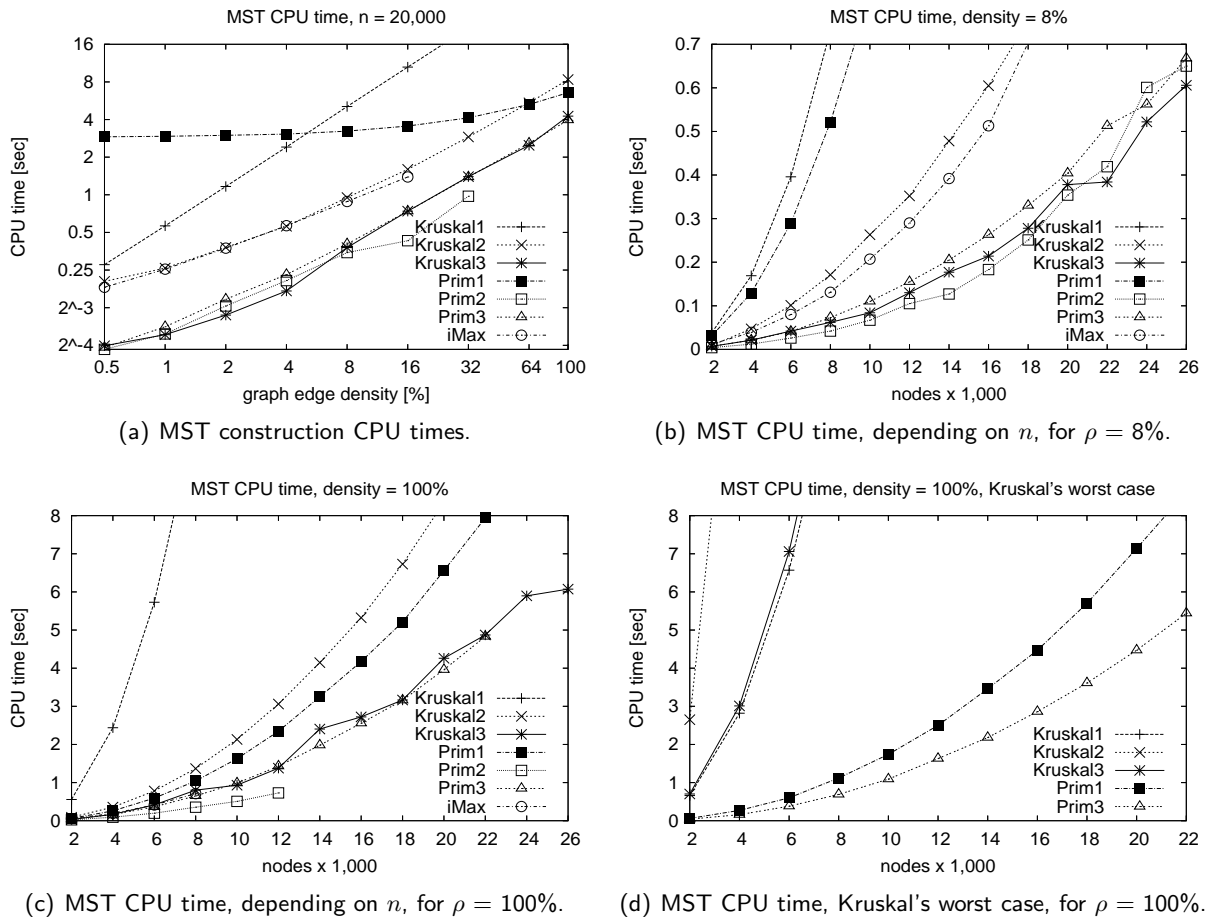 MST CPU time, n = 20,000
CPU time [sec]
16
8
4
2
1
0.5
0.25
2^-3
2^-4
Kruskal1
Kruskal2
Kruskal3
Prim1
Prim2
Prim3
iMax
0.5 1 2 4 8 16 32 64 100
graph edge density [%]
(a) MST construction CPU times.
MST CPU time, density = 8%
CPU time [sec]
0.7
0.6
0.5
0.4
0.3
0.2
0.1
0
Kruskal1
Kruskal2
Kruskal3
Prim1
Prim2
Prim3
iMax
2 4 6 8 10 12 14 16 18 20 22 24 26
nodes x 1,000
(b) MST CPU time, depending on n, for ρ = 8%.
MST CPU time, density = 100%
CPU time [sec]
8
7
6
5
4
3
2
1
0
Kruskal1
Kruskal2
Kruskal3
Prim1
Prim2
Prim3
iMax
2 4 6 8 10 12 14 16 18 20 22 24 26
nodes x 1,000
(c) MST CPU time, depending on n, for ρ = 100%.
MST CPU time, density = 100%, Kruskal's worst case
CPU time [sec]
8
7
6
5
4
3
2
1
0
Kruskal1
Kruskal2
Kruskal3
Prim1
Prim3
2 4 6 8 10 12 14 16 18 20 22
nodes x 1,000
(d) MST CPU time, Kruskal's worst case, for ρ = 100%.